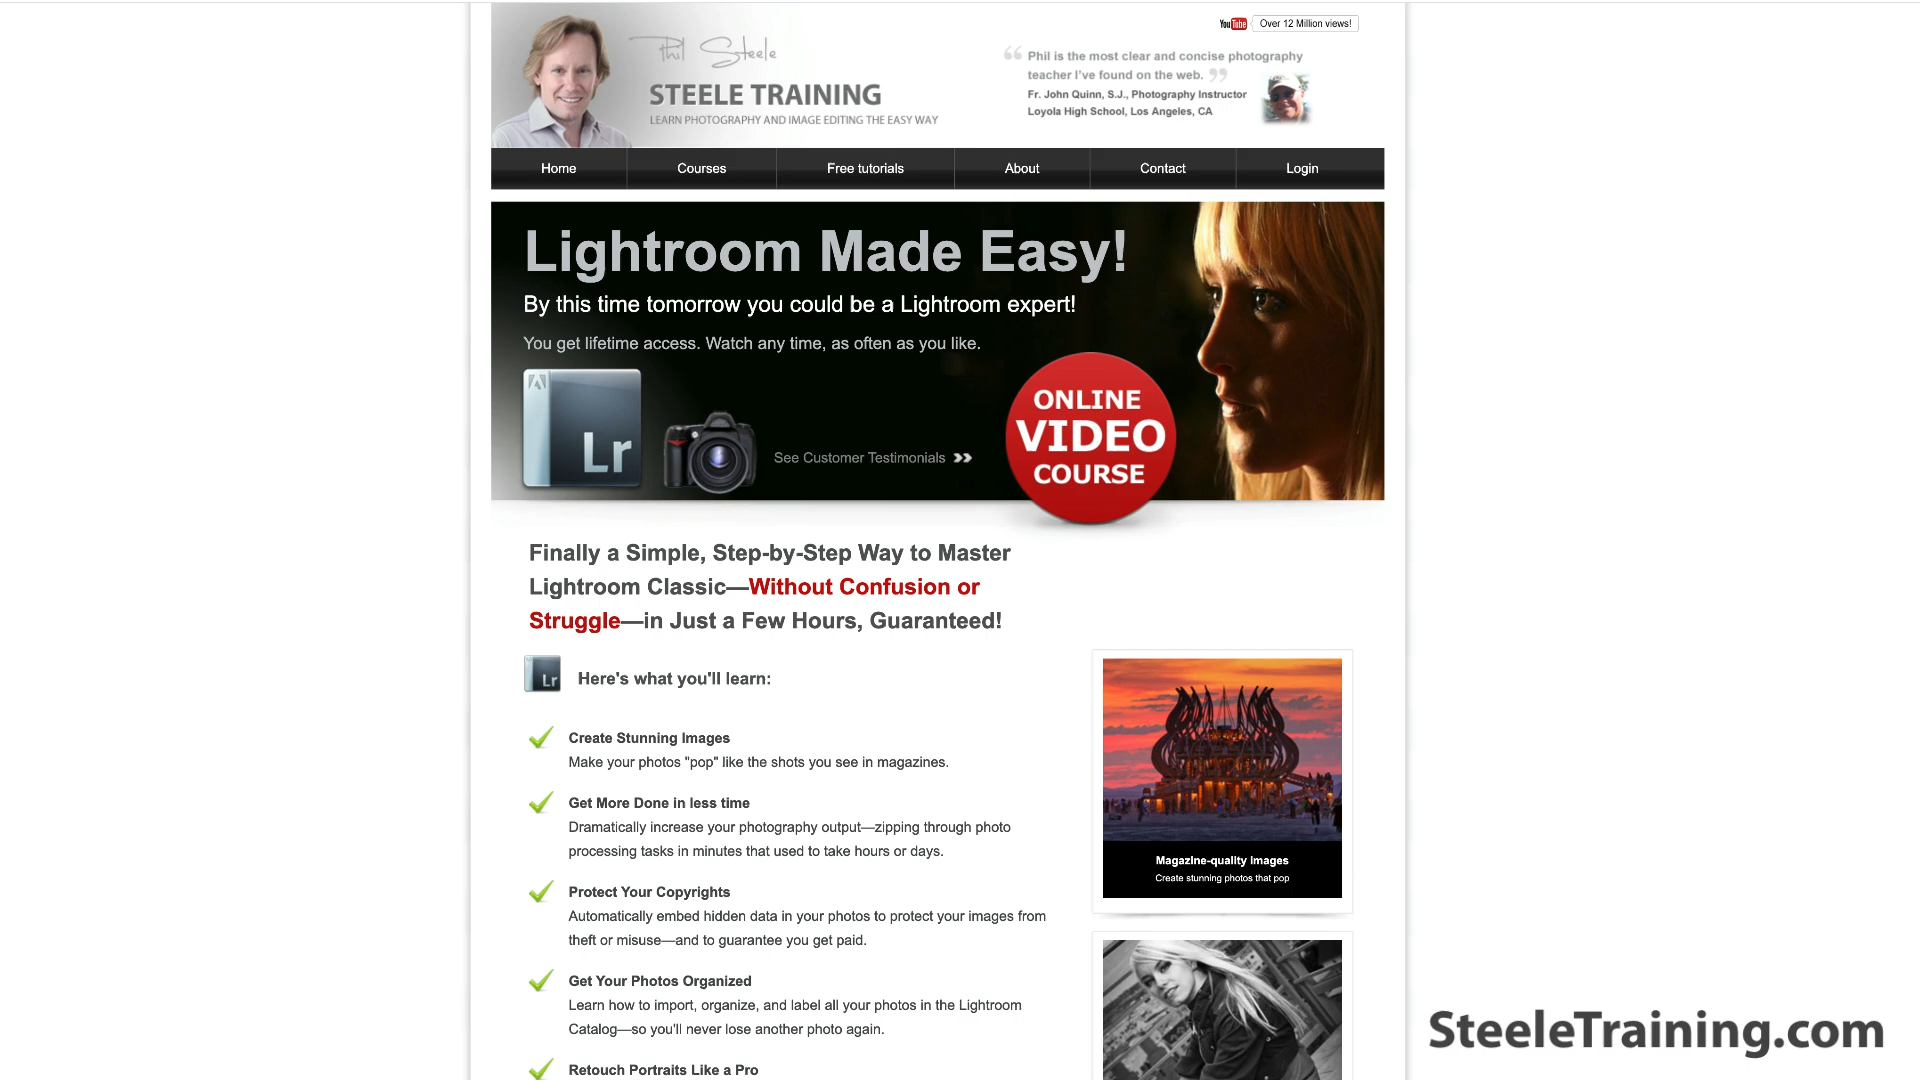 Phil Steele
STEELE TRAINING
LEARN PHOTOGRAPHY AND IMAGE EDITING THE EASY WAY
YouTube Over 12 Million views!
“ Phil is the most clear and concise photography
teacher I've found on the web. ”
Fr. John Quinn, S.J., Photography Instructor
Loyola High School, Los Angeles, CA
Home Courses Free tutorials About Contact Login
Lightroom Made Easy!
By this time tomorrow you could be a Lightroom expert!
You get lifetime access. Watch any time, as often as you like.
Lr
See Customer Testimonials »
ONLINE
VIDEO
COURSE
Finally a Simple, Step-by-Step Way to Master
Lightroom Classic—Without Confusion or
Struggle—in Just a Few Hours, Guaranteed!
Lr
Here's what you'll learn:
Create Stunning Images
Make your photos "pop" like the shots you see in magazines.
Get More Done in less time
Dramatically increase your photography output—zipping through photo
processing tasks in minutes that used to take hours or days.
Protect Your Copyrights
Automatically embed hidden data in your photos to protect your images from
theft or misuse—and to guarantee you get paid.
Get Your Photos Organized
Learn how to import, organize, and label all your photos in the Lightroom
Catalog—so you'll never lose another photo again.
Retouch Portraits Like a Pro
Magazine-quality images
Create stunning photos that pop
SteeleTraining.com